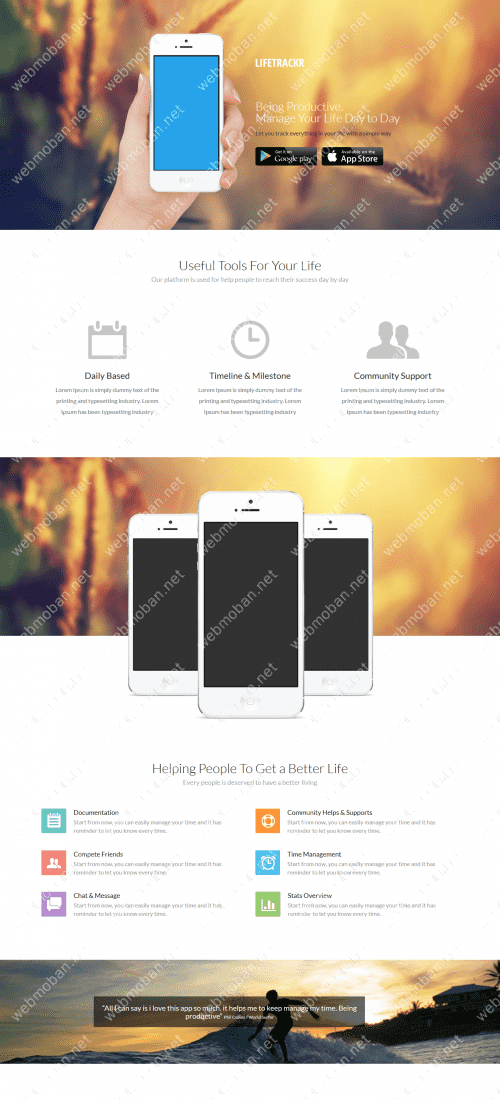 LIFETRACKR
Being Productive.
Manage Your Life Day to Day
Let you track everything in your life with a simple way
Get it on
Google play
Available on the
App Store
Useful Tools For Your Life
Our platform is used for help people to reach their success day by day
Daily Based
Lorem Ipsum is simply dummy text of the
printing and typesetting industry. Lorem
Ipsum has been typesetting industry
Timeline & Milestone
Lorem Ipsum is simply dummy text of the
printing and typesetting industry. Lorem
Ipsum has been typesetting industry
Community Support
Lorem Ipsum is simply dummy text of the
printing and typesetting industry. Lorem
Ipsum has been typesetting industry
Helping People To Get a Better Life
Every people is deserved to have a better living
Documentation
Start from now, you can easily manage your time and it has
reminder to let you know every time.
Community Helps & Supports
Start from now, you can easily manage your time and it has
reminder to let you know every time.
Compete Friends
Start from now, you can easily manage your time and it has
reminder to let you know every time.
Time Management
Start from now, you can easily manage your time and it has
reminder to let you know every time.
Chat & Message
Start from now, you can easily manage your time and it has
reminder to let you know every time.
Stats Overview
Start from now, you can easily manage your time and it has
reminder to let you know every time.
"All I can say is i love this app so much, it helps me to keep manage my time. Being
productive" Phil Collins / World Surfer
webmoban.net